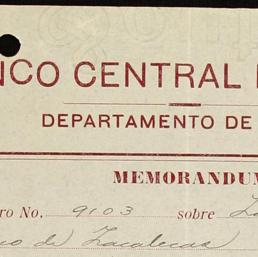 NCO CENTRAL
DEPARTAMENTO DE
MEMORANDUM
ro No. 9103 sobre
de Zacatecas